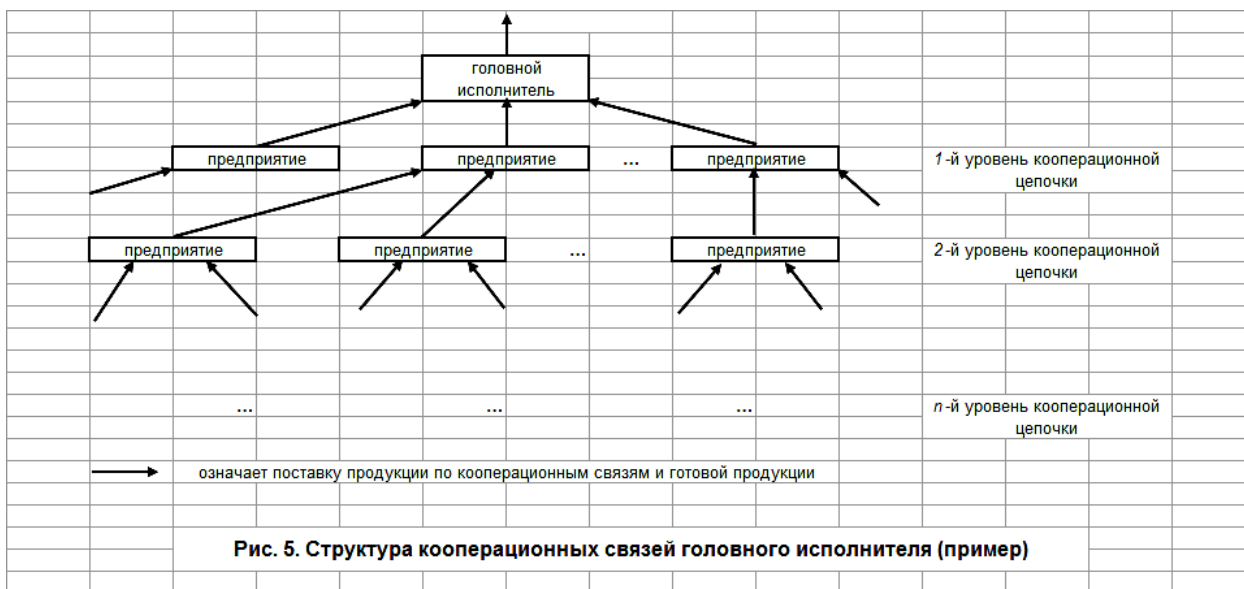 головной
исполнитель
предприятие
предприятие
...
предприятие
1-й уровень кооперационной
цепочки
предприятие
предприятие
...
предприятие
2-й уровень кооперационной
цепочки
...
...
...
n-й уровень кооперационной
цепочки
означает поставку продукции по кооперационным связям и готовой продукции
Рис. 5. Структура кооперационных связей головного исполнителя (пример)